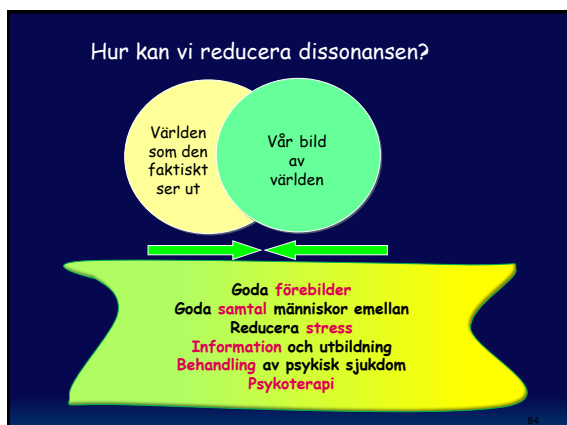 Hur kan vi reducera dissonansen?
Världen
som den
faktiskt
ser ut
Vår bild
av
världen
Goda förebilder
Goda samtal människor emellan
Reducera stress
Information och utbildning
Behandling av psykisk sjukdom
Psykoterapi
84